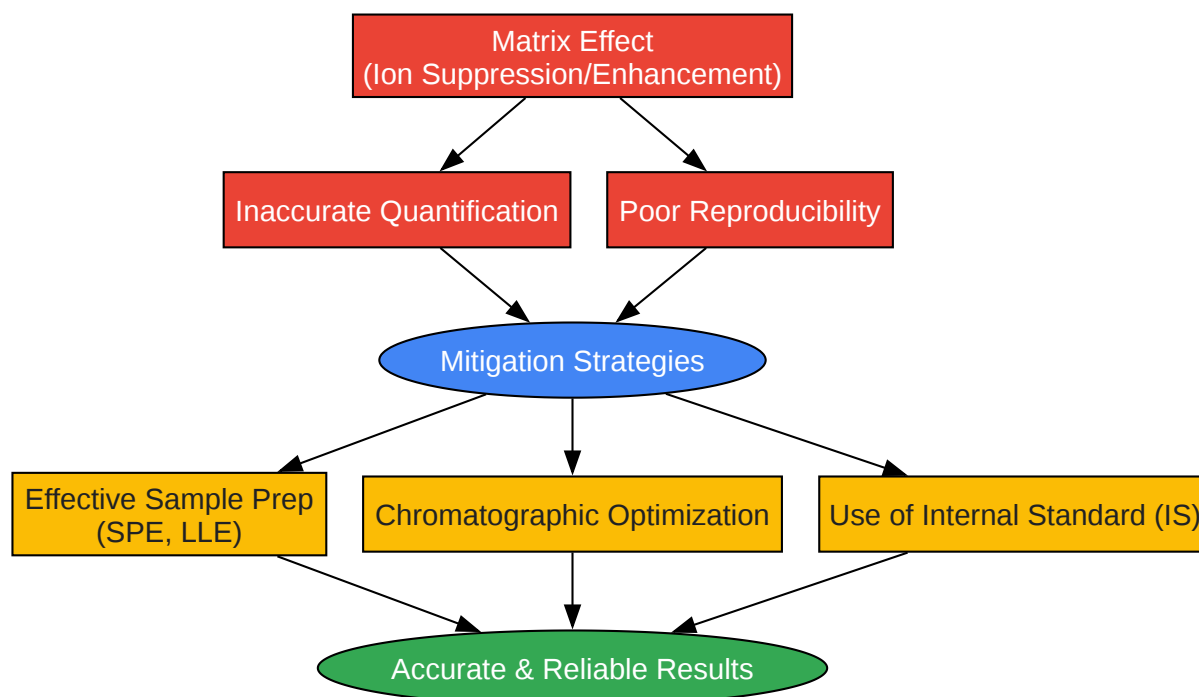 Matrix Effect
(Ion Suppression/Enhancement)
Inaccurate Quantification
Poor Reproducibility
Mitigation Strategies
Effective Sample Prep
(SPE, LLE)
Chromatographic Optimization
Use of Internal Standard (IS)
Accurate & Reliable Results